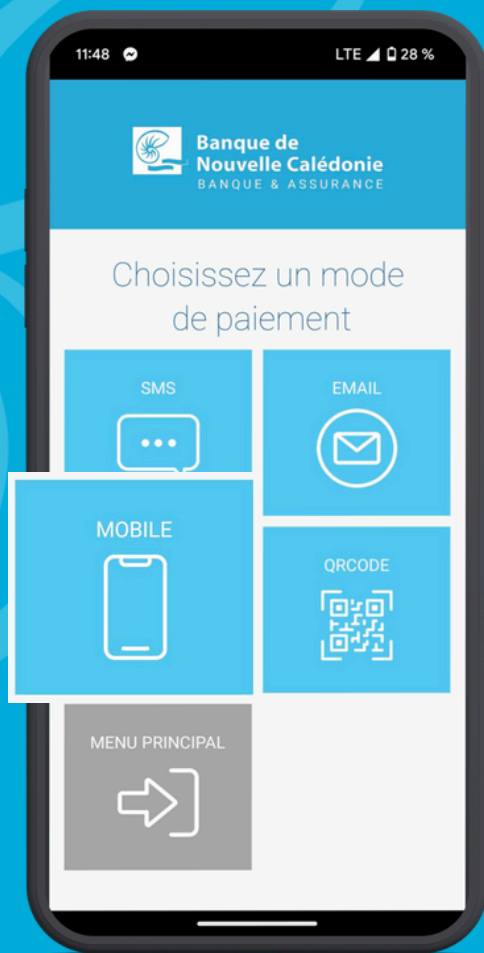 11:48
LTE 28 %
Banque de
Nouvelle Calédonie
BANQUE & ASSURANCE
Choisissez un mode
de paiement
SMS
EMAIL
MOBILE
QRCODE
MENU PRINCIPAL